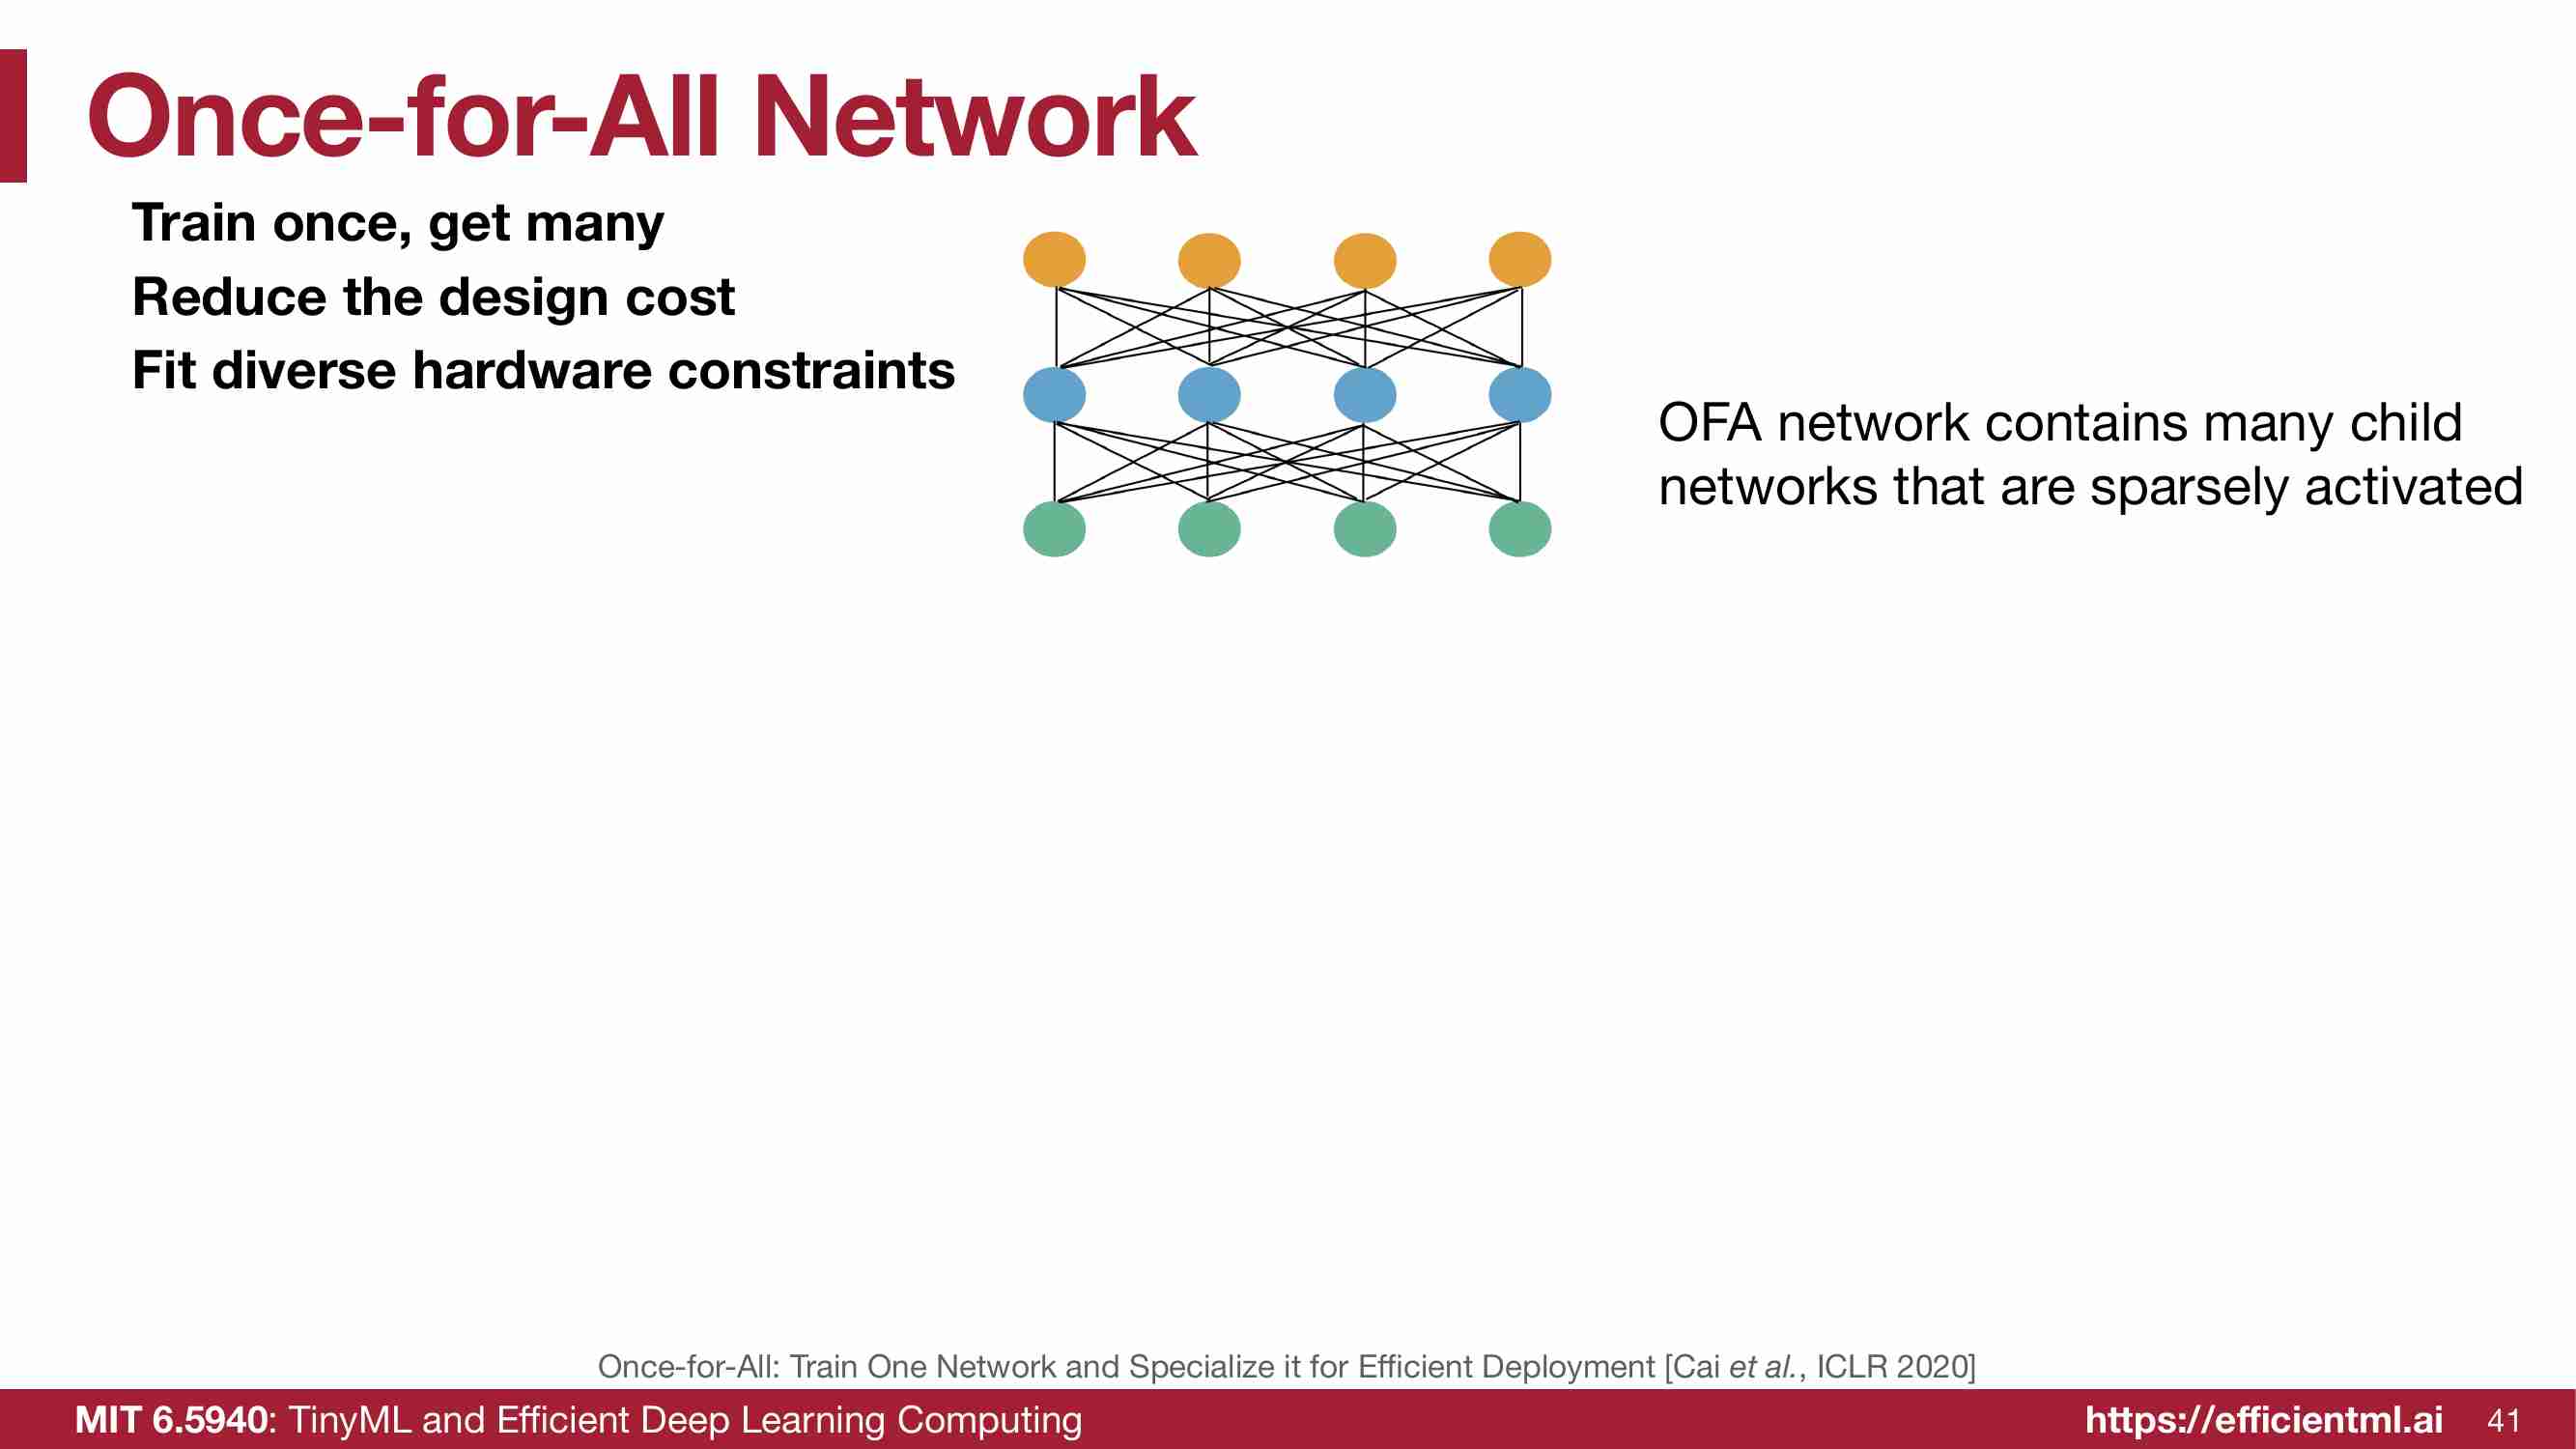 Once-for-All Network
Train once, get many
Reduce the design cost
Fit diverse hardware constraints
OFA network contains many child
networks that are sparsely activated
Once-for-All: Train One Network and Specialize it for Efficient Deployment [Cai et al., ICLR 2020]
MIT 6.5940: TinyML and Efficient Deep Learning Computing
https://efficientml.ai
41